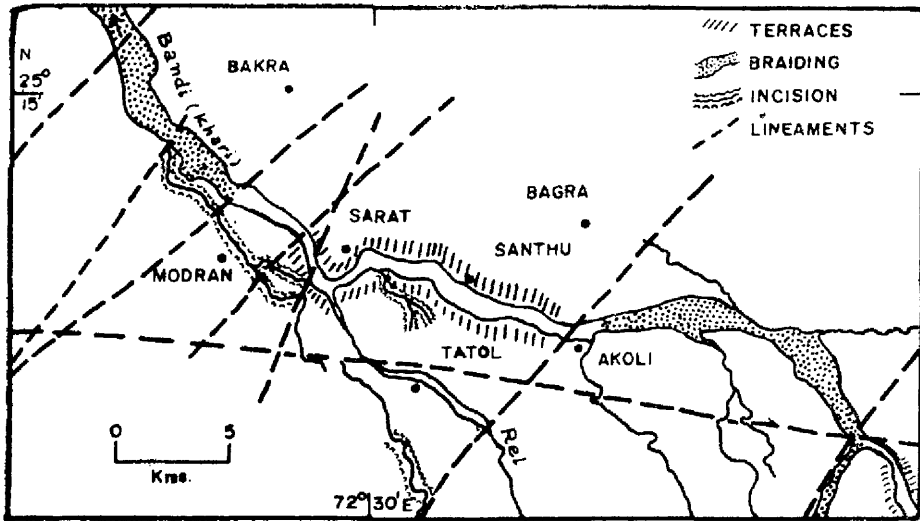 TERRACES
BRAIDING
INCISION
LINEAMENTS
N
25°
15'
Bandi (Khari)
BAKRA
BAGRA
SARAT
SANTHU
MODRAN
TATOL
AKOLI
Rel
0 5
Kms.
72° 30' E